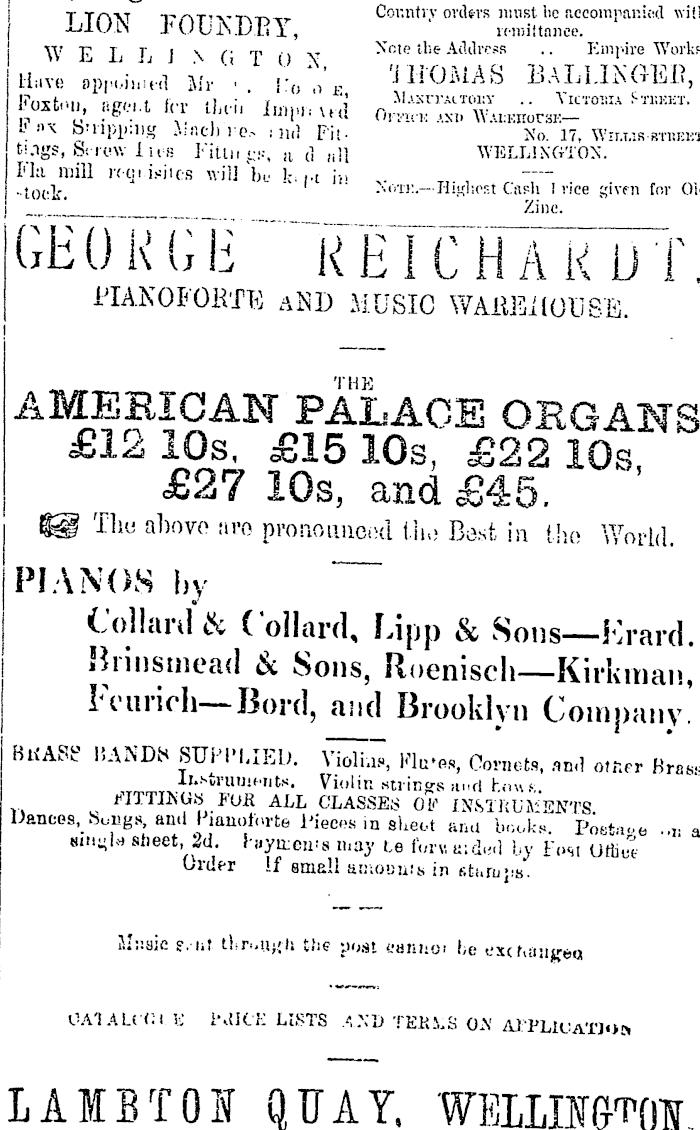 LION FOUNDRY,
WELLINGTON,
Have appointed Mr
Foxton, agent for their Improved
Flax Stripping Machines and Fit-
tings, Screw Dies Fittings, and all
Flax mill requisites will be kept in
stock.
Country orders must be accompanied with
remittance.
Note the Address .. Empire Works
THOMAS BALLINGER,
MANUFACTORY .. VICTORIA STREET.
OFFICE AND WAREHOUSE—
No. 17, WILLIS-STREET
WELLINGTON.
NOTE.—Highest Cash Price given for Old
Zinc.
GEORGE REICHARDT,
PIANOFORTE AND MUSIC WAREHOUSE.
THE
AMERICAN PALACE ORGANS
£12 10s, £15 10s, £22 10s,
£27 10s, and £45.
☞ The above are pronounced the Best in the World.
PIANOS by
Collard & Collard, Lipp & Sons—Erard.
Brinsmead & Sons, Roenisch—Kirkman,
Feurich—Bord, and Brooklyn Company.
BRASS BANDS SUPPLIED. Violins, Flutes, Cornets, and other Brass
Instruments. Violin strings and bows.
FITTINGS FOR ALL CLASSES OF INSTRUMENTS.
Dances, Songs, and Pianoforte Pieces in sheet and books. Postage on a
single sheet, 2d. Payments may be forwarded by Post Office
Order If small amounts in stamps.
Music sent through the post cannot be exchanged
CATALOGUE PRICE LISTS AND TERMS ON APPLICATION
LAMBTON QUAY, WELLINGTON.